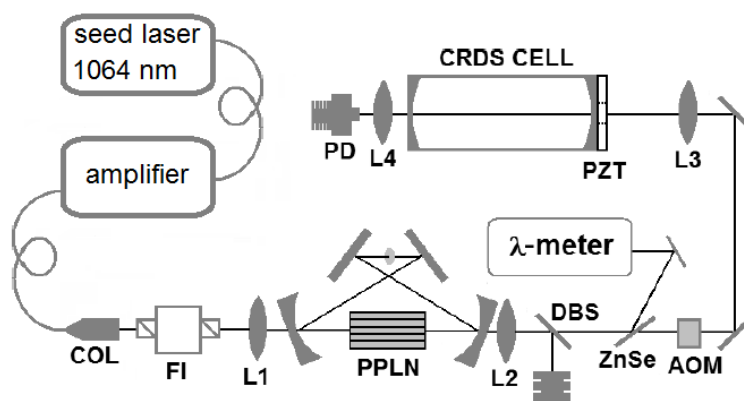 seed laser
1064 nm
CRDS CELL
PD
L4
PZT
L3
amplifier
λ-meter
DBS
COL
FI
L1
PPLN
L2
ZnSe
AOM